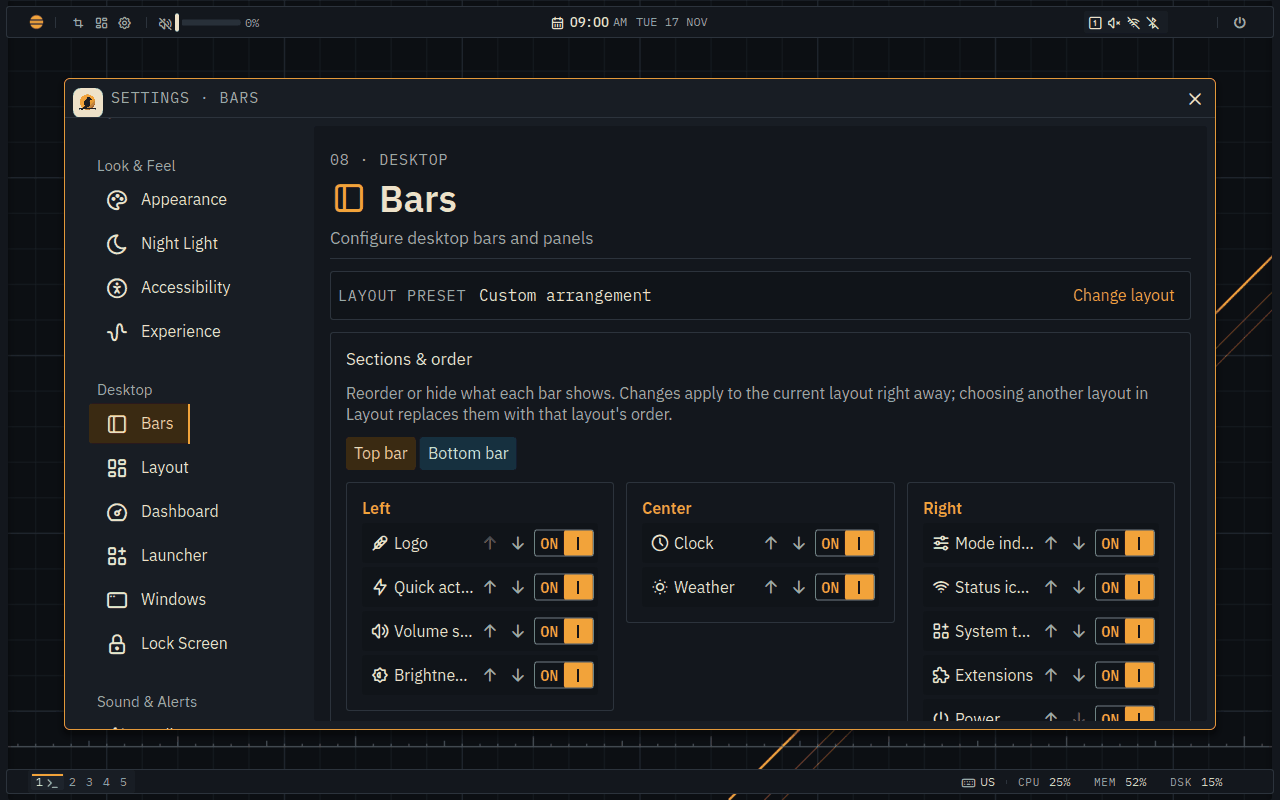 0%
09:00 AM TUE 17 NOV
1
SETTINGS · BARS
Look & Feel
Appearance
Night Light
Accessibility
Experience
Desktop
Bars
Layout
Dashboard
Launcher
Windows
Lock Screen
Sound & Alerts
08 · DESKTOP
Bars
Configure desktop bars and panels
LAYOUT PRESET Custom arrangement
Change layout
Sections & order
Reorder or hide what each bar shows. Changes apply to the current layout right away; choosing another layout in
Layout replaces them with that layout's order.
Top bar
Bottom bar
Left
Logo ON
Quick act... ON
Volume s... ON
Brightne... ON
Center
Clock ON
Weather ON
Right
Mode ind... ON
Status ic... ON
System t... ON
Extensions ON
Power ON
1 2 3 4 5
US CPU 25% MEM 52% DSK 15%